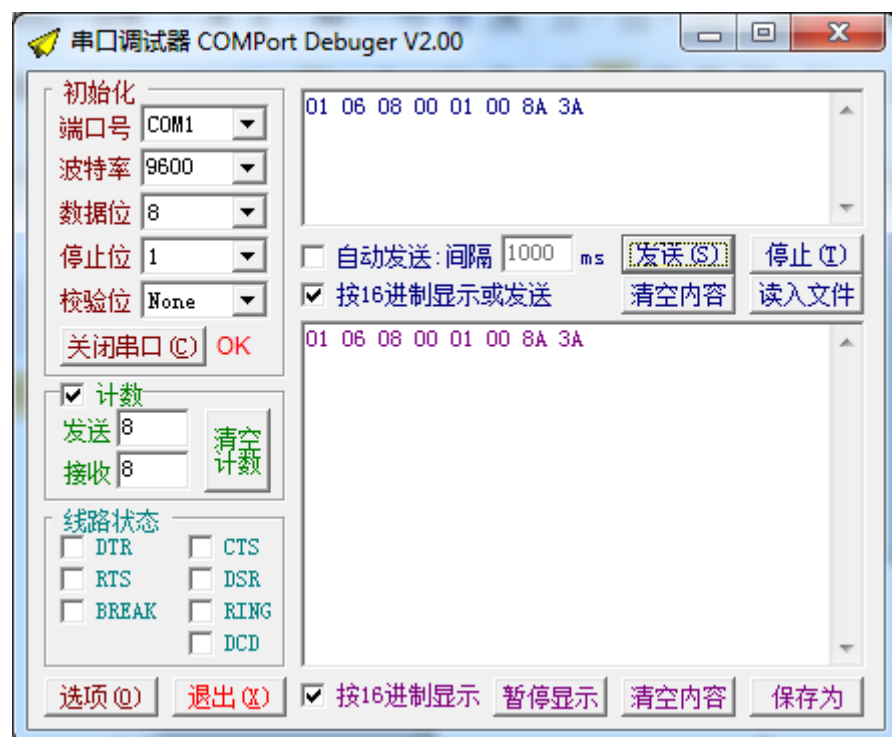 串口调试器 COMPort Debuger V2.00
初始化
端口号 COM1
波特率 9600
数据位 8
停止位 1
校验位 None
关闭串口(C) OK
计数
发送 8
接收 8
清空
计数
线路状态
DTR CTS
RTS DSR
BREAK RING
DCD
选项(O) 退出(X)
01 06 08 00 01 00 8A 3A
自动发送:间隔 1000 ms 发送(S) 停止(T)
按16进制显示或发送 清空内容 读入文件
01 06 08 00 01 00 8A 3A
按16进制显示 暂停显示 清空内容 保存为